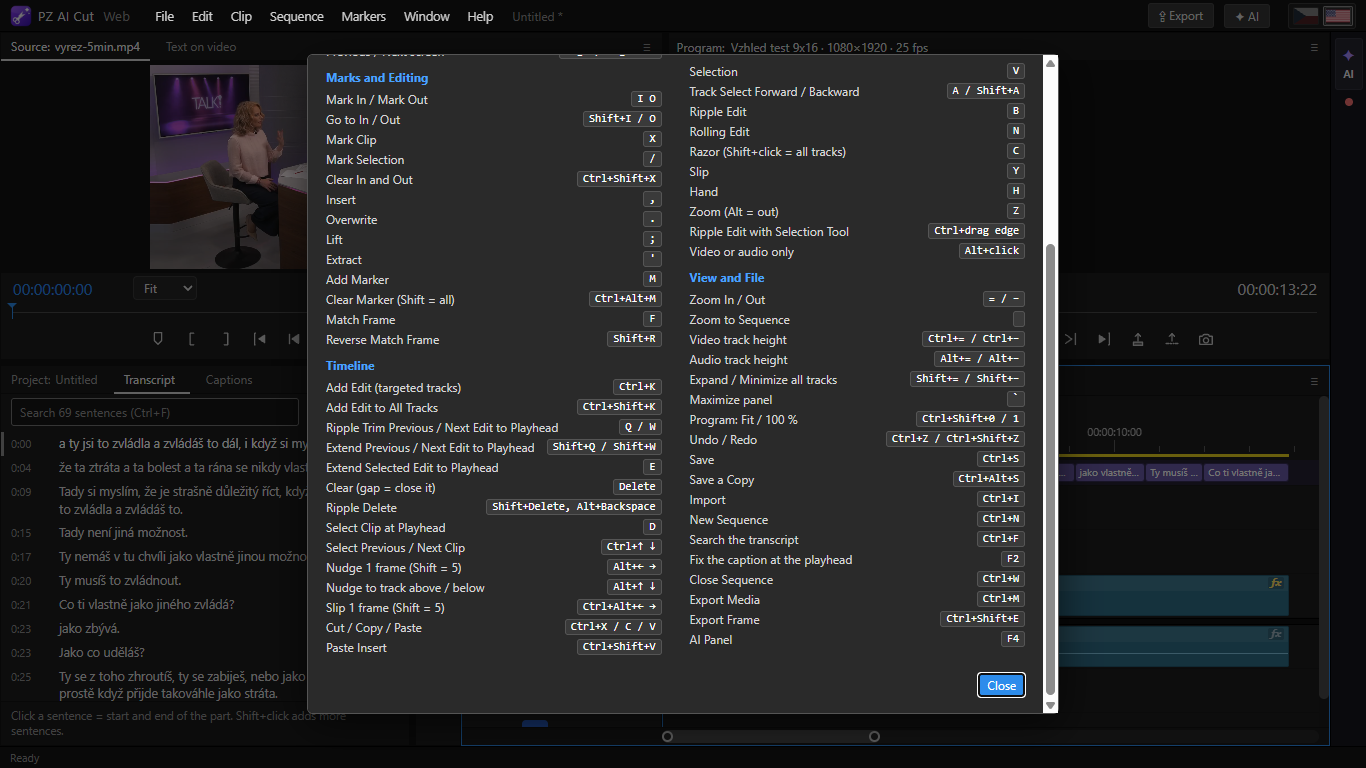 PZ AI Cut Web File Edit Clip Sequence Markers Window Help Untitled * Export AI
Source: vyrez-5min.mp4 Text on video
Program: Vzhled test 9x16 · 1080×1920 · 25 fps
AI
TALK
00:00:00:00 Fit
00:00:13:22
Project: Untitled Transcript Captions
Search 69 sentences (Ctrl+F)
0:00 a ty jsi to zvládla a zvládáš to dál, i když si my
0:04 že ta ztráta a ta bolest a ta rána se nikdy vlast
0:09 Tady si myslím, že je strašně důležitý říct, když
to zvládla a zvládáš to.
0:15 Tady není jiná možnost.
0:17 Ty nemáš v tu chvíli jako vlastně jinou možno
0:20 Ty musíš to zvládnout.
0:21 Co ti vlastně jako jiného zvládá?
0:23 jako zbývá.
0:23 Jako co uděláš?
0:25 Ty se z toho zhroutíš, ty se zabiješ, nebo jako
prostě když přijde takováhle jako stráta.
Click a sentence = start and end of the part. Shift+click adds more
sentences.
Ready
Marks and Editing
Mark In / Mark Out I O
Go to In / Out Shift+I / O
Mark Clip X
Mark Selection /
Clear In and Out Ctrl+Shift+X
Insert ,
Overwrite .
Lift ;
Extract '
Add Marker M
Clear Marker (Shift = all) Ctrl+Alt+M
Match Frame F
Reverse Match Frame Shift+R
Timeline
Add Edit (targeted tracks) Ctrl+K
Add Edit to All Tracks Ctrl+Shift+K
Ripple Trim Previous / Next Edit to Playhead Q / W
Extend Previous / Next Edit to Playhead Shift+Q / Shift+W
Extend Selected Edit to Playhead E
Clear (gap = close it) Delete
Ripple Delete Shift+Delete, Alt+Backspace
Select Clip at Playhead D
Select Previous / Next Clip Ctrl+↑ ↓
Nudge 1 frame (Shift = 5) Alt+← →
Nudge to track above / below Alt+↑ ↓
Slip 1 frame (Shift = 5) Ctrl+Alt+← →
Cut / Copy / Paste Ctrl+X / C / V
Paste Insert Ctrl+Shift+V
Selection V
Track Select Forward / Backward A / Shift+A
Ripple Edit B
Rolling Edit N
Razor (Shift+click = all tracks) C
Slip Y
Hand H
Zoom (Alt = out) Z
Ripple Edit with Selection Tool Ctrl+drag edge
Video or audio only Alt+click
View and File
Zoom In / Out = / −
Zoom to Sequence
Video track height Ctrl+= / Ctrl+−
Audio track height Alt+= / Alt+−
Expand / Minimize all tracks Shift+= / Shift+−
Maximize panel `
Program: Fit / 100 % Ctrl+Shift+0 / 1
Undo / Redo Ctrl+Z / Ctrl+Shift+Z
Save Ctrl+S
Save a Copy Ctrl+Alt+S
Import Ctrl+I
New Sequence Ctrl+N
Search the transcript Ctrl+F
Fix the caption at the playhead F2
Close Sequence Ctrl+W
Export Media Ctrl+M
Export Frame Ctrl+Shift+E
AI Panel F4
Close
00:00:10:00
jako vlastně... Ty musíš ... Co ti vlastně ja...
fx
fx